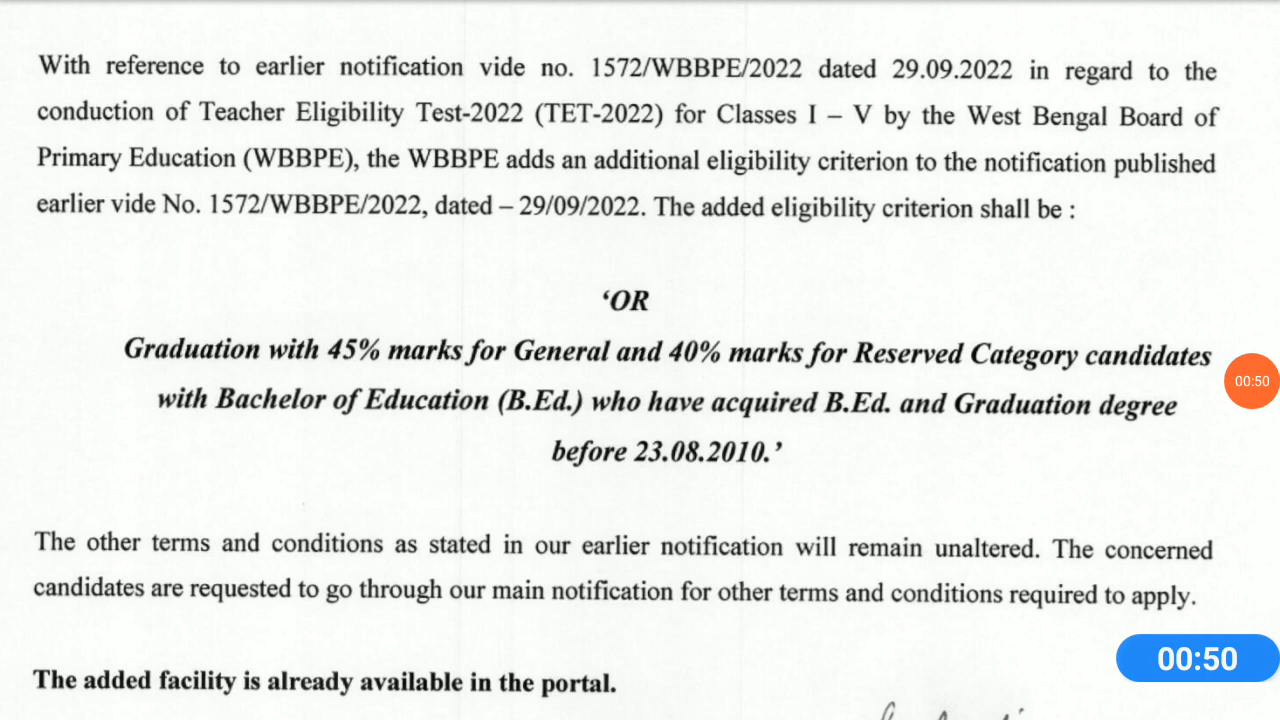 With reference to earlier notification vide no. 1572/WBBPE/2022 dated 29.09.2022 in regard to the
conduction of Teacher Eligibility Test-2022 (TET-2022) for Classes I – V by the West Bengal Board of
Primary Education (WBBPE), the WBBPE adds an additional eligibility criterion to the notification published
earlier vide No. 1572/WBBPE/2022, dated – 29/09/2022. The added eligibility criterion shall be :
‘OR
Graduation with 45% marks for General and 40% marks for Reserved Category candidates
00:50
with Bachelor of Education (B.Ed.) who have acquired B.Ed. and Graduation degree
before 23.08.2010.’
The other terms and conditions as stated in our earlier notification will remain unaltered. The concerned
candidates are requested to go through our main notification for other terms and conditions required to apply.
00:50
The added facility is already available in the portal.